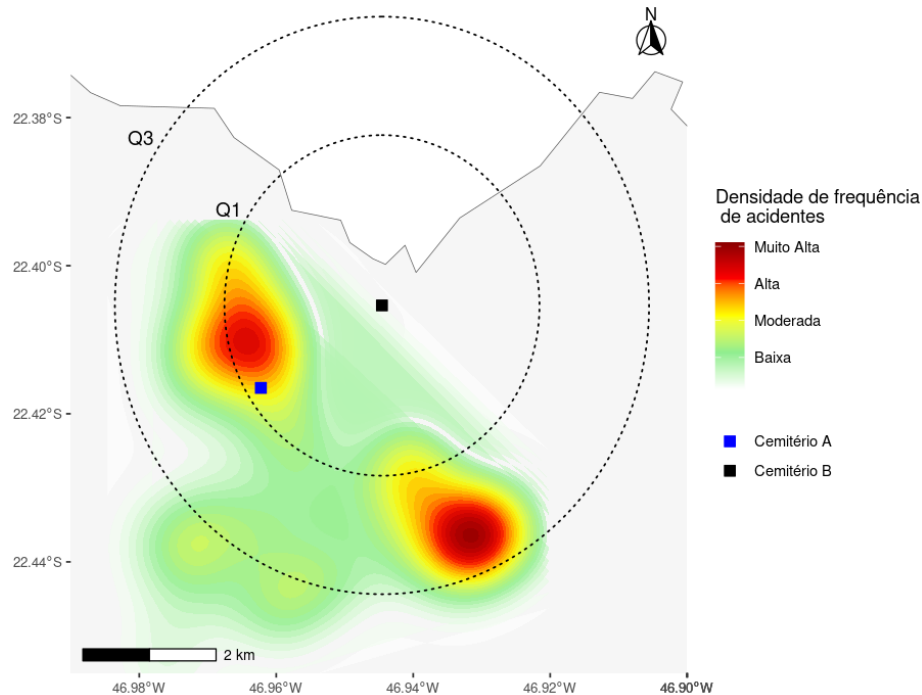 N
22.38°S
Q3
Q1
22.40°S
22.42°S
22.44°S
2 km
46.98°W
46.96°W
46.94°W
46.92°W
46.90°W
Densidade de frequência
de acidentes
Muito Alta
Alta
Moderada
Baixa
Cemitério A
Cemitério B